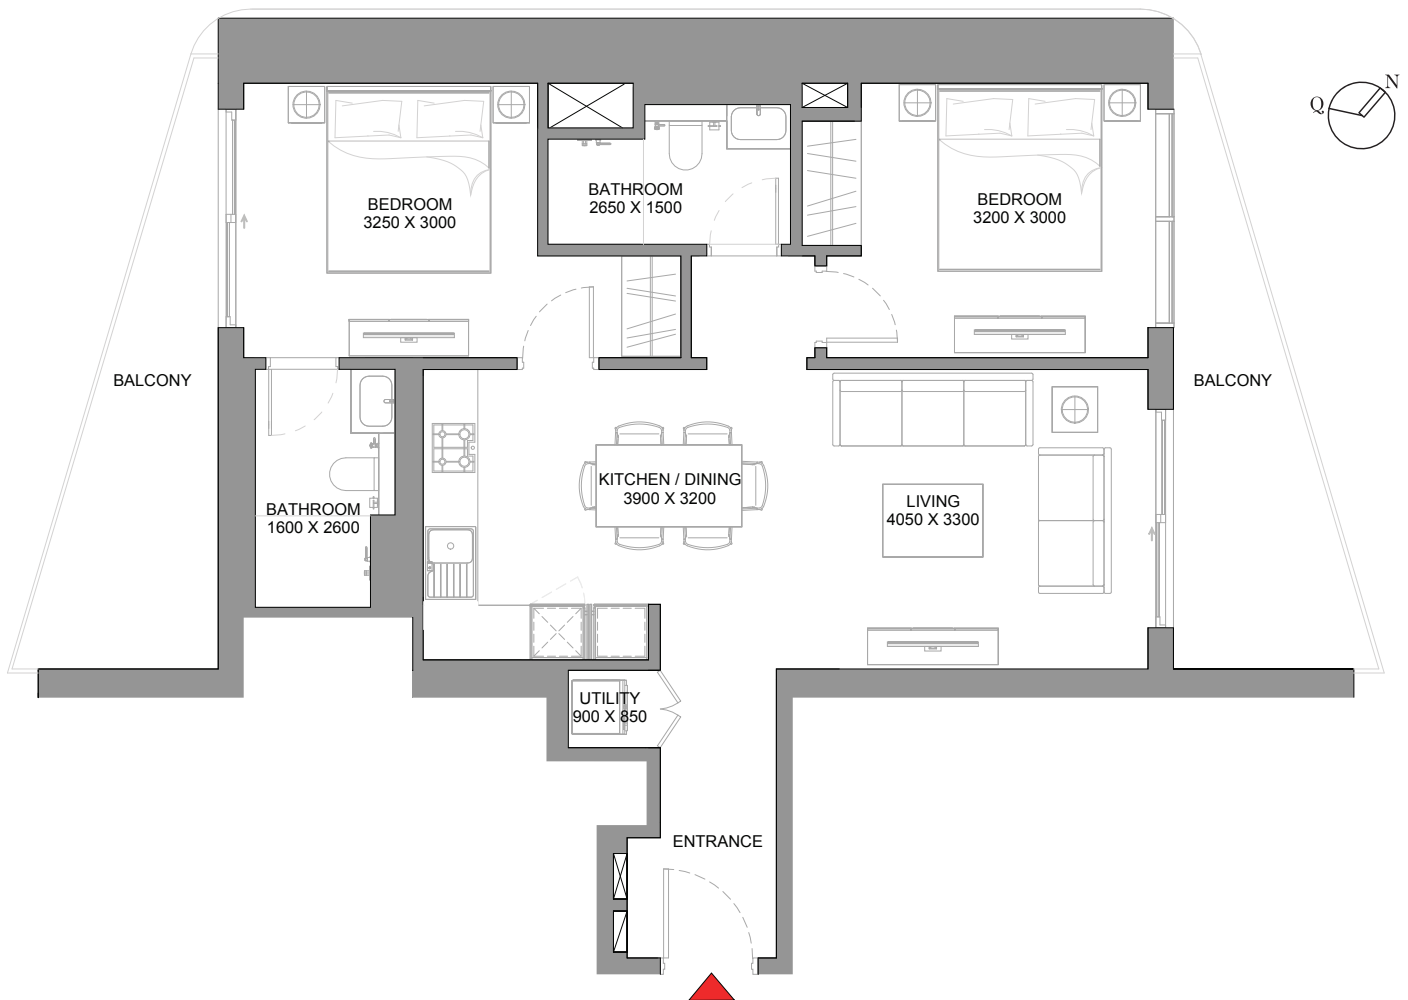 N
Q
BEDROOM
3250 X 3000
BATHROOM
2650 X 1500
BEDROOM
3200 X 3000
BALCONY
BALCONY
KITCHEN / DINING
3900 X 3200
LIVING
4050 X 3300
BATHROOM
1600 X 2600
UTILITY
900 X 850
ENTRANCE